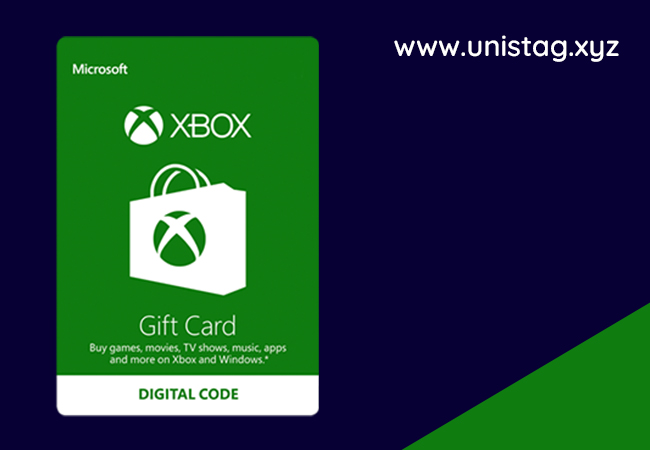 www.unistag.xyz
Microsoft
XBOX
Gift Card
Buy games, movies, TV shows, music, apps
and more on Xbox and Windows.*
DIGITAL CODE